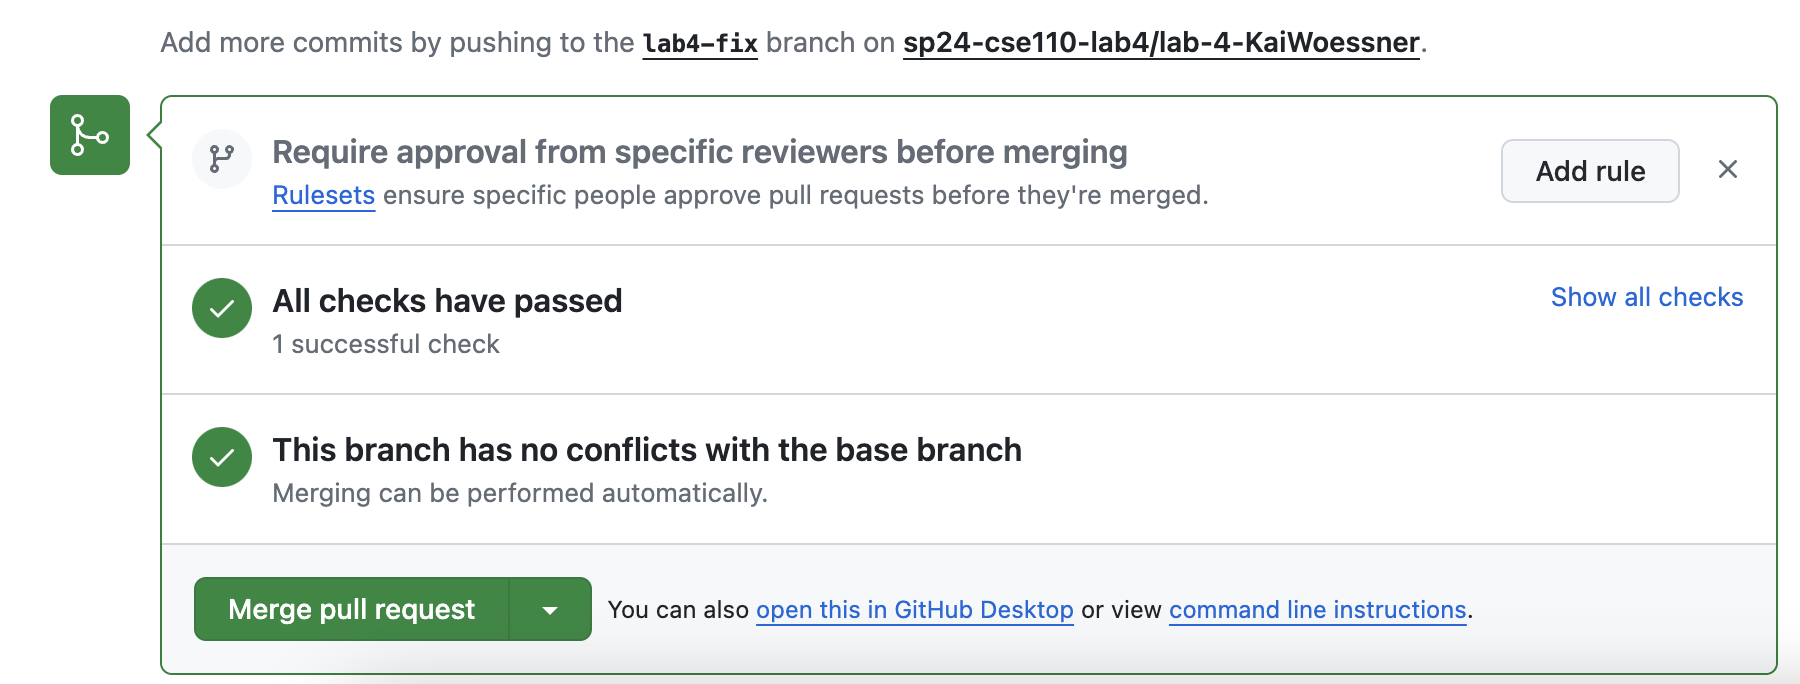 Add more commits by pushing to the lab4-fix branch on sp24-cse110-lab4/lab-4-KaiWoessner.
Require approval from specific reviewers before merging
Rulesets ensure specific people approve pull requests before they're merged.
Add rule
All checks have passed
1 successful check
Show all checks
This branch has no conflicts with the base branch
Merging can be performed automatically.
Merge pull request
You can also open this in GitHub Desktop or view command line instructions.